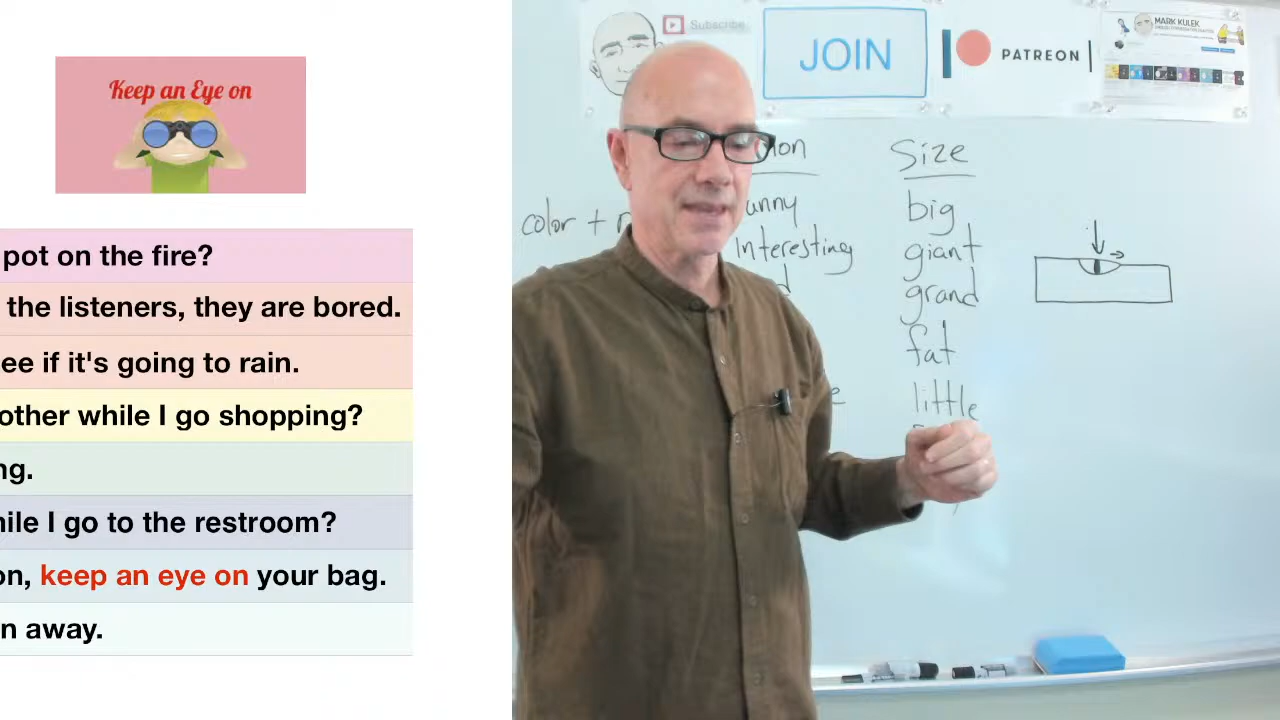 Keep an Eye on
pot on the fire?
the listeners, they are bored.
ee if it's going to rain.
other while I go shopping?
ng.
hile I go to the restroom?
on, keep an eye on your bag.
n away.
Subscribe
JOIN
PATREON
MARK KULEK
color +
Size
big
Interesting
giant
grand
fat
little